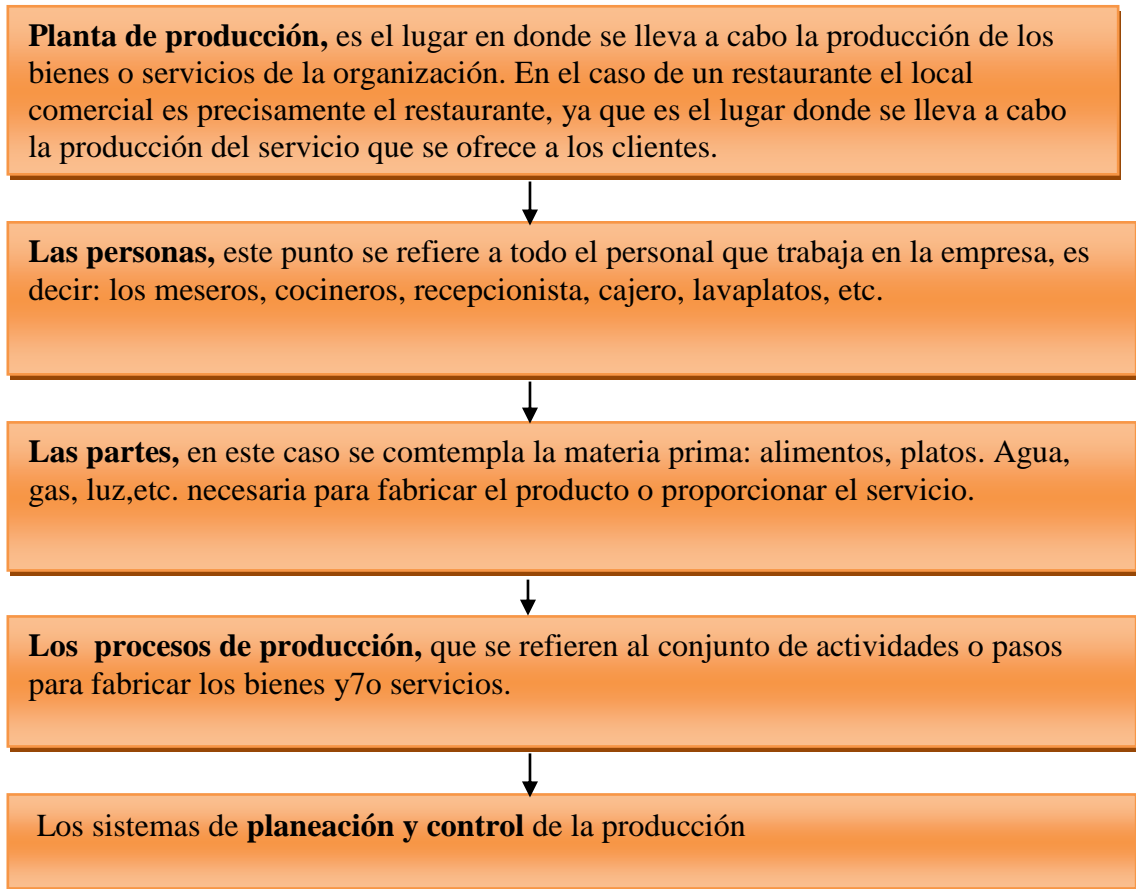 Planta de producción, es el lugar en donde se lleva a cabo la producción de los
bienes o servicios de la organización. En el caso de un restaurante el local
comercial es precisamente el restaurante, ya que es el lugar donde se lleva a cabo
la producción del servicio que se ofrece a los clientes.
Las personas, este punto se refiere a todo el personal que trabaja en la empresa, es
decir: los meseros, cocineros, recepcionista, cajero, lavaplatos, etc.
Las partes, en este caso se comtempla la materia prima: alimentos, platos. Agua,
gas, luz,etc. necesaria para fabricar el producto o proporcionar el servicio.
Los procesos de producción, que se refieren al conjunto de actividades o pasos
para fabricar los bienes y7o servicios.
Los sistemas de planeación y control de la producción